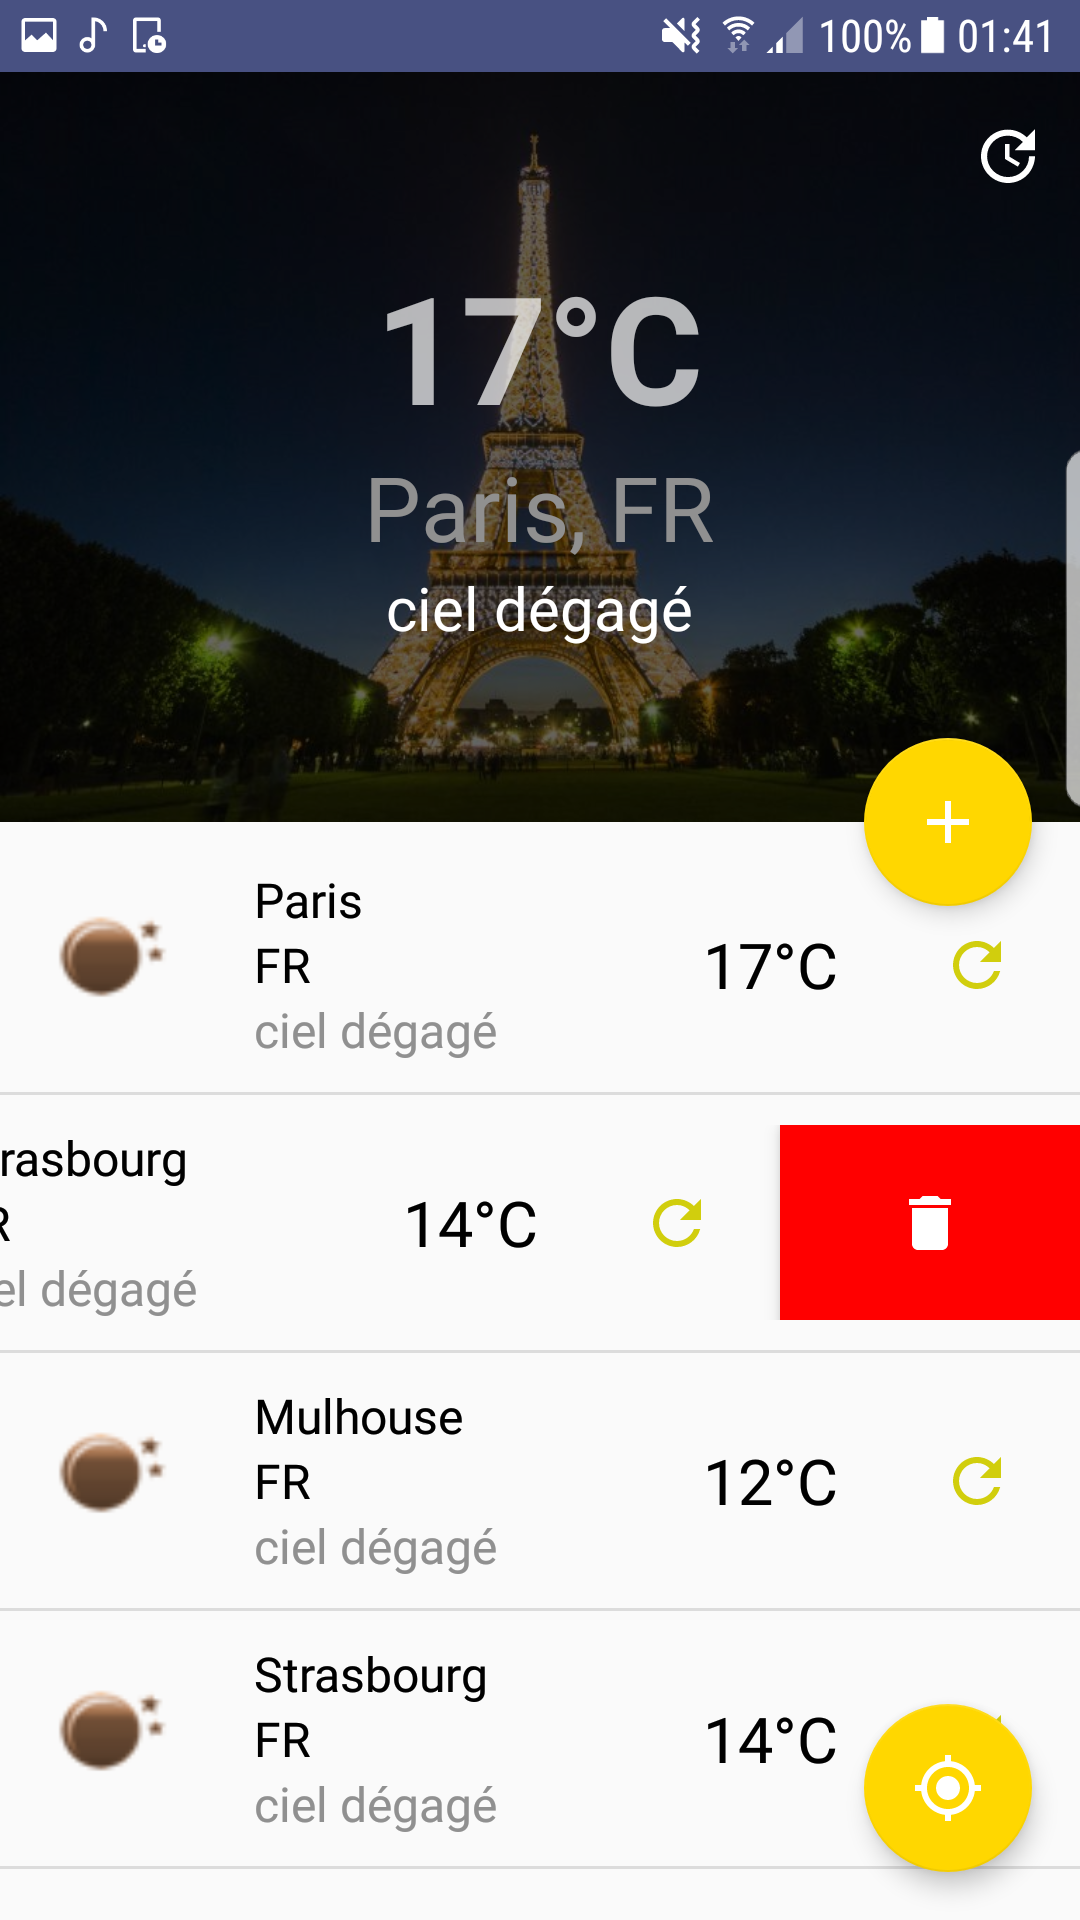 100% 01:41
17°C
Paris, FR
ciel dégagé
Paris
FR
17°C
ciel dégagé
rasbourg
R
14°C
el dégagé
Mulhouse
FR
12°C
ciel dégagé
Strasbourg
FR
14°C
ciel dégagé